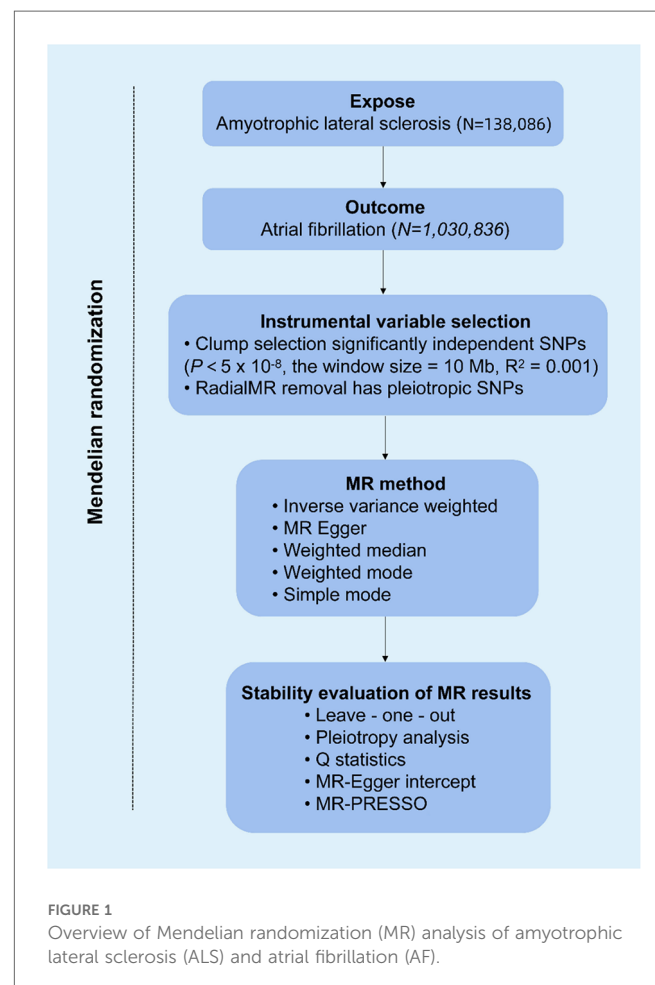 Mendelian randomization
Expose
Amyotrophic lateral sclerosis (N=138,086)
Outcome
Atrial fibrillation (N=1,030,836)
Instrumental variable selection
• Clump selection significantly independent SNPs
(P < 5 x 10⁻⁸, the window size = 10 Mb, R² = 0.001)
• RadialMR removal has pleiotropic SNPs
MR method
• Inverse variance weighted
• MR Egger
• Weighted median
• Weighted mode
• Simple mode
Stability evaluation of MR results
• Leave - one - out
• Pleiotropy analysis
• Q statistics
• MR-Egger intercept
• MR-PRESSO
FIGURE 1
Overview of Mendelian randomization (MR) analysis of amyotrophic
lateral sclerosis (ALS) and atrial fibrillation (AF).